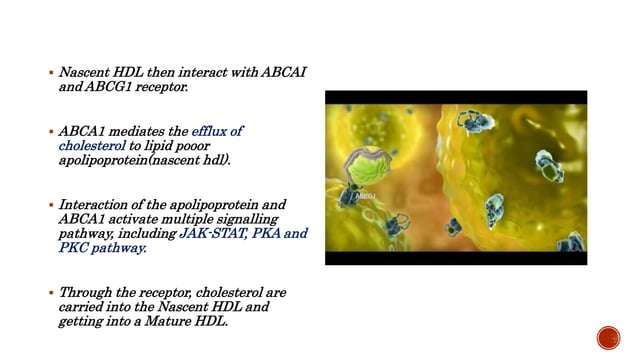 Nascent HDL then interact with ABCAI
and ABCG1 receptor.
ABCA1 mediates the efflux of
cholesterol to lipid pooor
apolipoprotein(nascent hdl).
Interaction of the apolipoprotein and
ABCA1 activate multiple signalling
pathway, including JAK-STAT, PKA and
PKC pathway.
Through the receptor, cholesterol are
carried into the Nascent HDL and
getting into a Mature HDL.
ABCG1